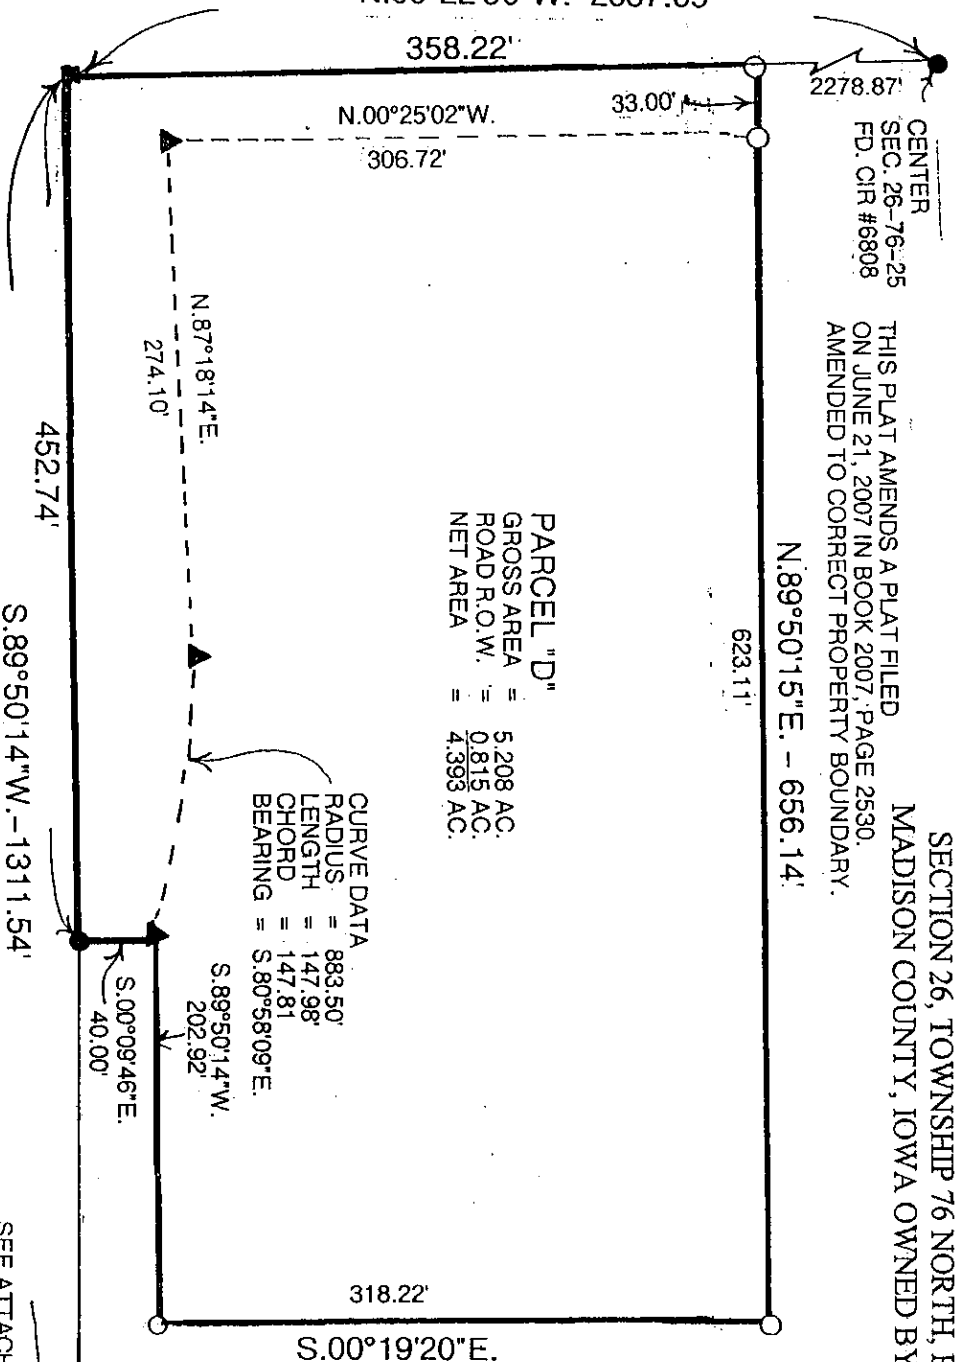 358.22'
2278.87'
33.00'
N.00°25'02"W.
306.72'
CENTER
SEC. 26-76-25
FD. CIR #6808
THIS PLAT AMENDS A PLAT FILED
ON JUNE 21, 2007 IN BOOK 2007, PAGE 2530.
AMENDED TO CORRECT PROPERTY BOUNDARY.
SECTION 26, TOWNSHIP 76 NORTH,
MADISON COUNTY, IOWA OWNED BY
N.89°50'15"E. - 656.14'
623.11'
PARCEL "D"
GROSS AREA = 5.208 AC.
ROAD R.O.W. = 0.815 AC.
NET AREA = 4.393 AC.
N.87°18'14"E.
274.10'
CURVE DATA
RADIUS = 883.50'
LENGTH = 147.98'
CHORD = 147.81
BEARING = S.80°58'09"E.
S.89°50'14"W.
202.92'
S.00°09'46"E.
40.00'
452.74'
S.89°50'14"W.-1311.54'
318.22'
S.00°19'20"E.
SEE